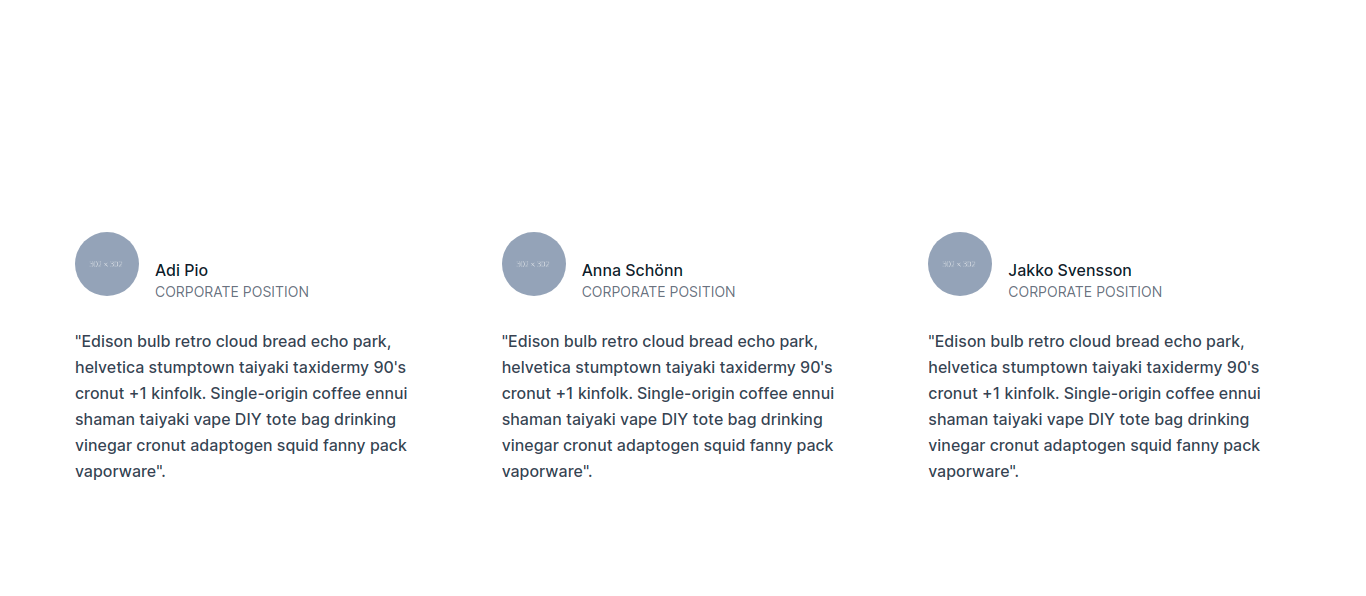 302 x 302
Adi Pio
CORPORATE POSITION
"Edison bulb retro cloud bread echo park,
helvetica stumptown taiyaki taxidermy 90's
cronut +1 kinfolk. Single-origin coffee ennui
shaman taiyaki vape DIY tote bag drinking
vinegar cronut adaptogen squid fanny pack
vaporware".
302 x 302
Anna Schönn
CORPORATE POSITION
"Edison bulb retro cloud bread echo park,
helvetica stumptown taiyaki taxidermy 90's
cronut +1 kinfolk. Single-origin coffee ennui
shaman taiyaki vape DIY tote bag drinking
vinegar cronut adaptogen squid fanny pack
vaporware".
302 x 302
Jakko Svensson
CORPORATE POSITION
"Edison bulb retro cloud bread echo park,
helvetica stumptown taiyaki taxidermy 90's
cronut +1 kinfolk. Single-origin coffee ennui
shaman taiyaki vape DIY tote bag drinking
vinegar cronut adaptogen squid fanny pack
vaporware".